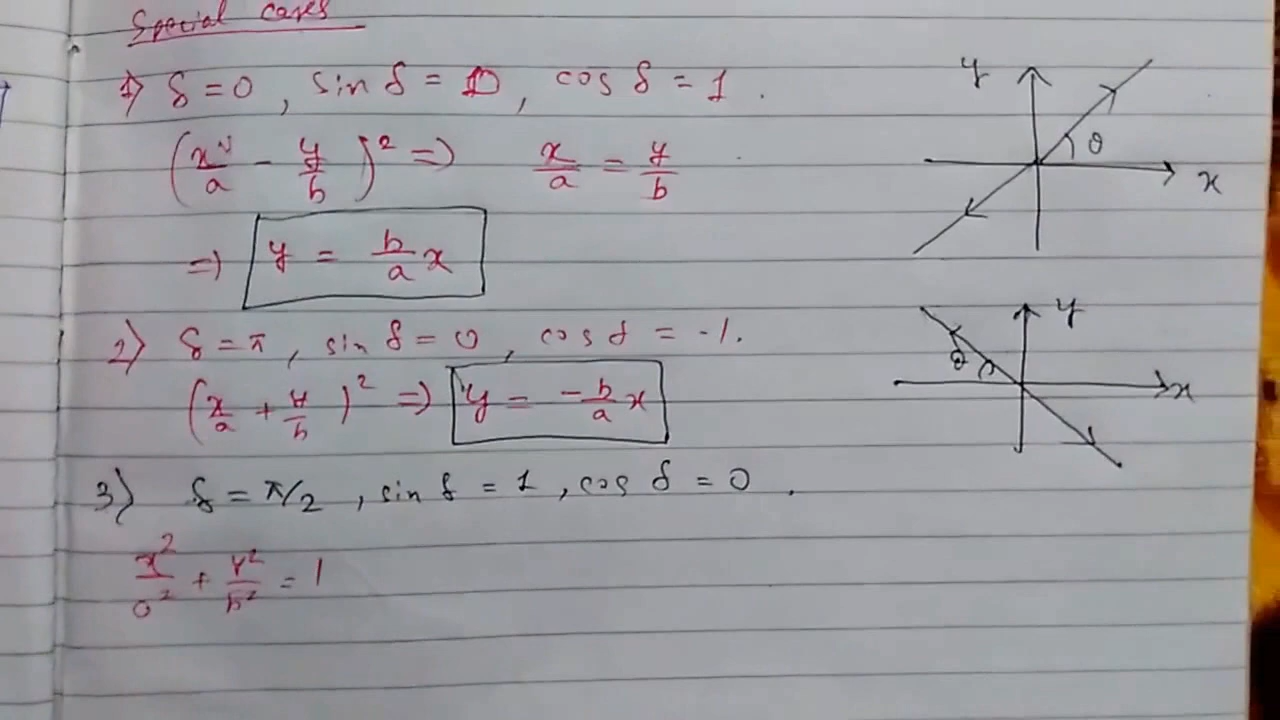 Special cases
1) δ = 0 , sin δ = 0 , cos δ = 1 .
(x/a - y/b)² => x/a = y/b
=> y = b/a x
y
θ
x
2) δ = π , sin δ = 0 , cos δ = -1.
(x/a + y/b)² => y = -b/a x
y
θ
x
3) δ = π/2 , sin δ = 1 , cos δ = 0 .
x²/a² + y²/b² = 1